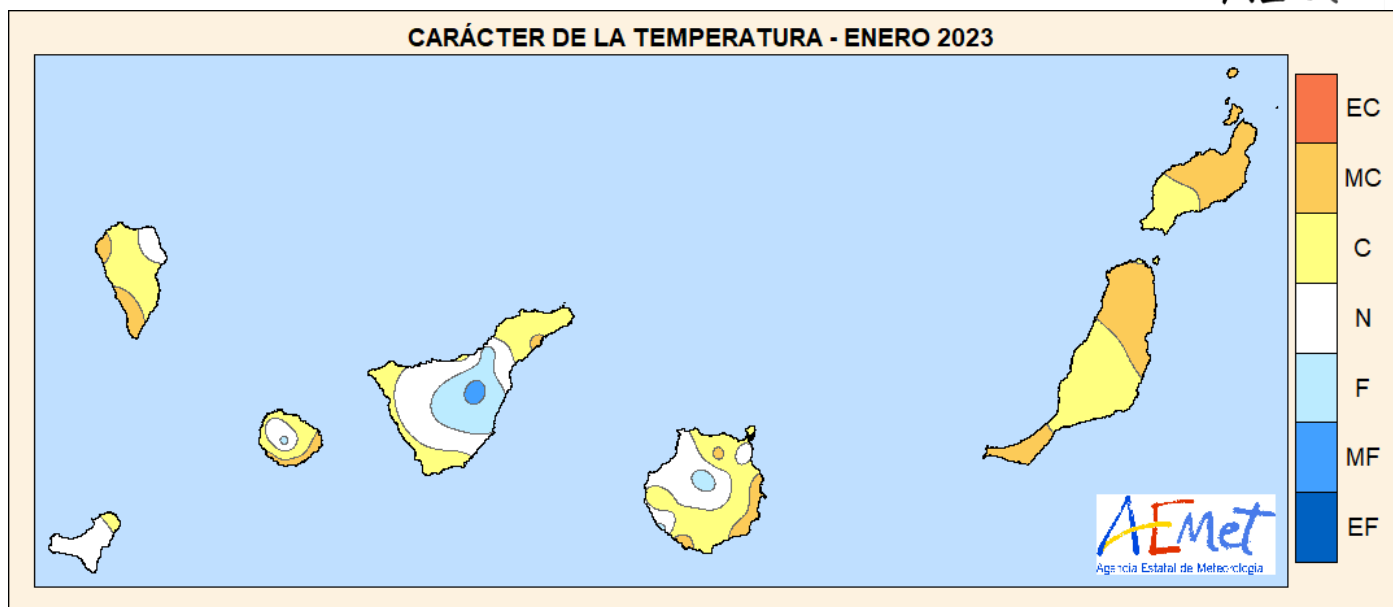 CARÁCTER DE LA TEMPERATURA - ENERO 2023
EC
MC
C
N
F
MF
EF
AEMet
Agencia Estatal de Meteorología